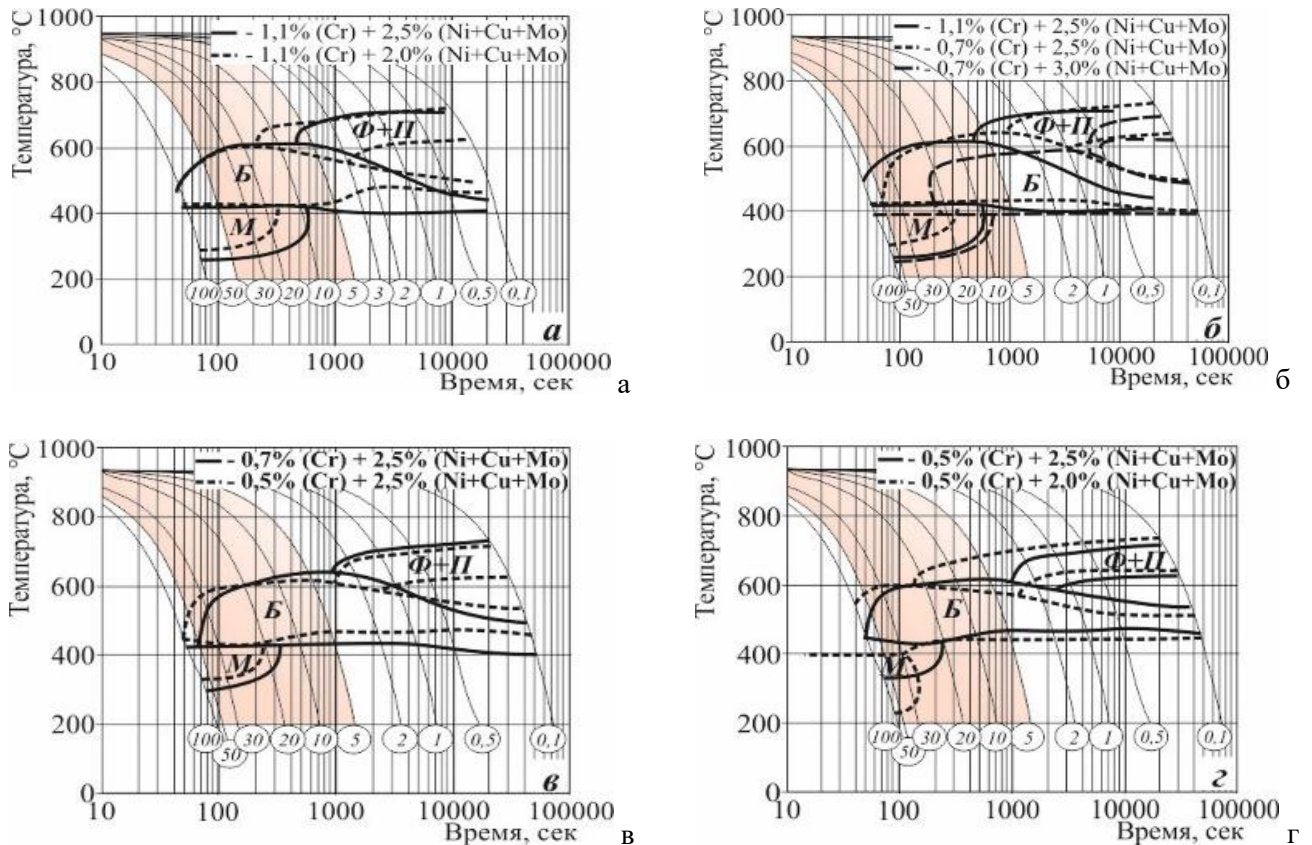 Температура, °C
1000
800
600
400
200
0
- 1,1% (Cr) + 2,5% (Ni+Cu+Mo)
- 1,1% (Cr) + 2,0% (Ni+Cu+Mo)
Ф+П
Б
М
100 50 30 20 10 5 3 2 1 0,5 0,1
а
10 100 1000 10000 100000
Время, сек
а
Температура, °C
1000
800
600
400
200
0
- 1,1% (Cr) + 2,5% (Ni+Cu+Mo)
- 0,7% (Cr) + 2,5% (Ni+Cu+Mo)
- 0,7% (Cr) + 3,0% (Ni+Cu+Mo)
Ф+П
Б
М
100 50 30 20 10 5 2 1 0,5 0,1
б
10 100 1000 10000 100000
Время, сек
б
Температура, °C
1000
800
600
400
200
0
- 0,7% (Cr) + 2,5% (Ni+Cu+Mo)
- 0,5% (Cr) + 2,5% (Ni+Cu+Mo)
Ф+П
Б
М
100 50 30 20 10 5 2 1 0,5 0,1
в
10 100 1000 10000 100000
Время, сек
в
Температура, °C
1000
800
600
400
200
0
- 0,5% (Cr) + 2,5% (Ni+Cu+Mo)
- 0,5% (Cr) + 2,0% (Ni+Cu+Mo)
Ф+П
Б
М
100 50 30 20 10 5 2 1 0,5 0,1
г
10 100 1000 10000 100000
Время, сек
г